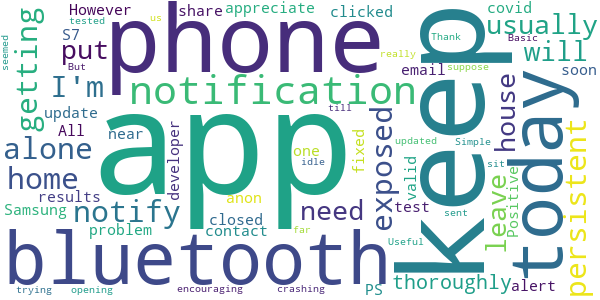 However
share
appreciate
clicked
covid
seemed
tested
us
S7
put
phone
Thank
Basic
usually
But
really
suppose
getting
I'm
notification
email
will
soon
update
keep
today
All
near
developer
one
till
fixed
exposed
updated
Simple
house
alone
app
idle
valid
sit
persistent
home
results
anon
need
test
leave
Positive
Samsung
notify
closed
contact
sent
problem
far
Useful
bluetooth
thoroughly
PS
alert
trying
opening
encouraging
crashing